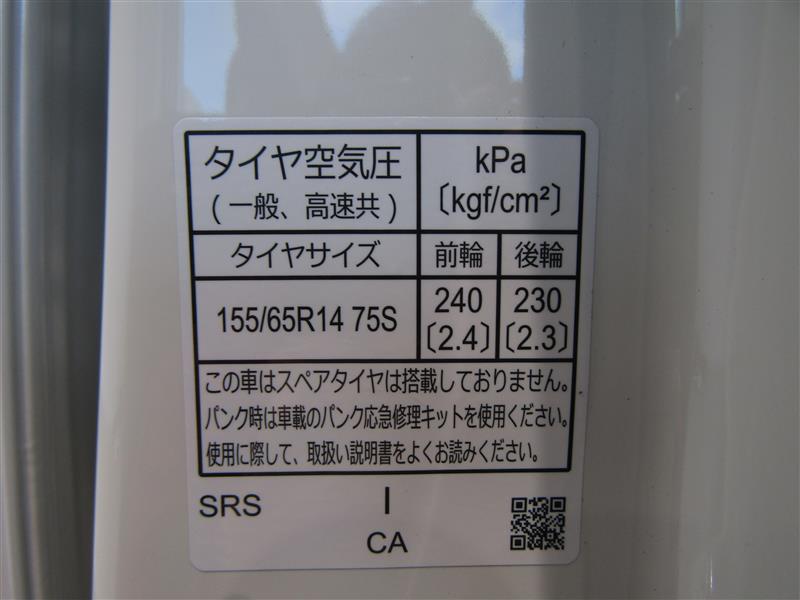 タイヤ空気圧
(一般、高速共)
kPa
〔kgf/cm²〕
タイヤサイズ
前輪
後輪
155/65R14 75S
240
〔2.4〕
230
〔2.3〕
この車はスペアタイヤは搭載しておりません。
パンク時は車載のパンク応急修理キットを使用ください。
使用に際して、取扱い説明書をよくお読みください。
SRS
I
CA